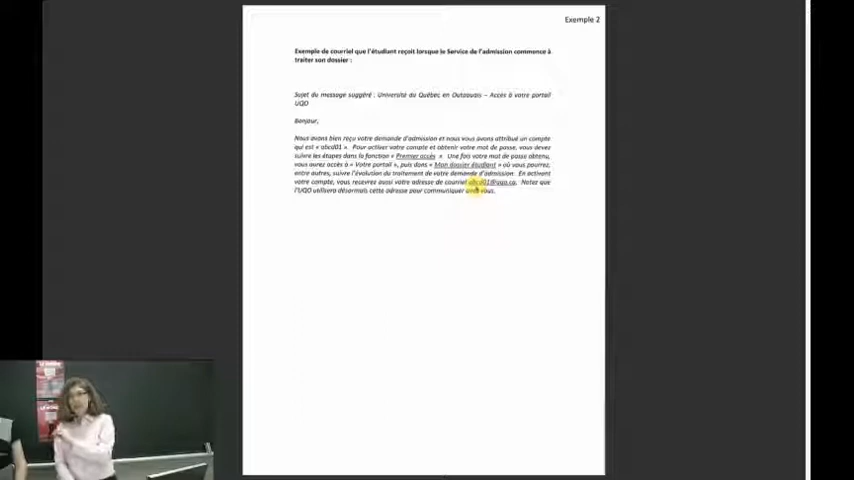 Exemple 2
Exemple de courriel que l'étudiant reçoit lorsque le Service de l'admission commence à
traiter son dossier :
Sujet du message suggéré : Université du Québec en Outaouais – Accès à votre portail
UQO
Bonjour,
Nous avons bien reçu votre demande d'admission et nous vous avons attribué un compte
qui est « abcd01 ». Pour activer votre compte et obtenir votre mot de passe, vous devez
suivre les étapes dans la fonction « Premier accès ». Une fois votre mot de passe obtenu,
vous aurez accès à « Votre portail », puis dans « Mon dossier étudiant » où vous pourrez,
entre autres, suivre l'évolution du traitement de votre demande d'admission. En activant
votre compte, vous recevrez aussi votre adresse de courriel abcd01@uqo.ca. Notez que
l'UQO utilisera désormais cette adresse pour communiquer avec vous.